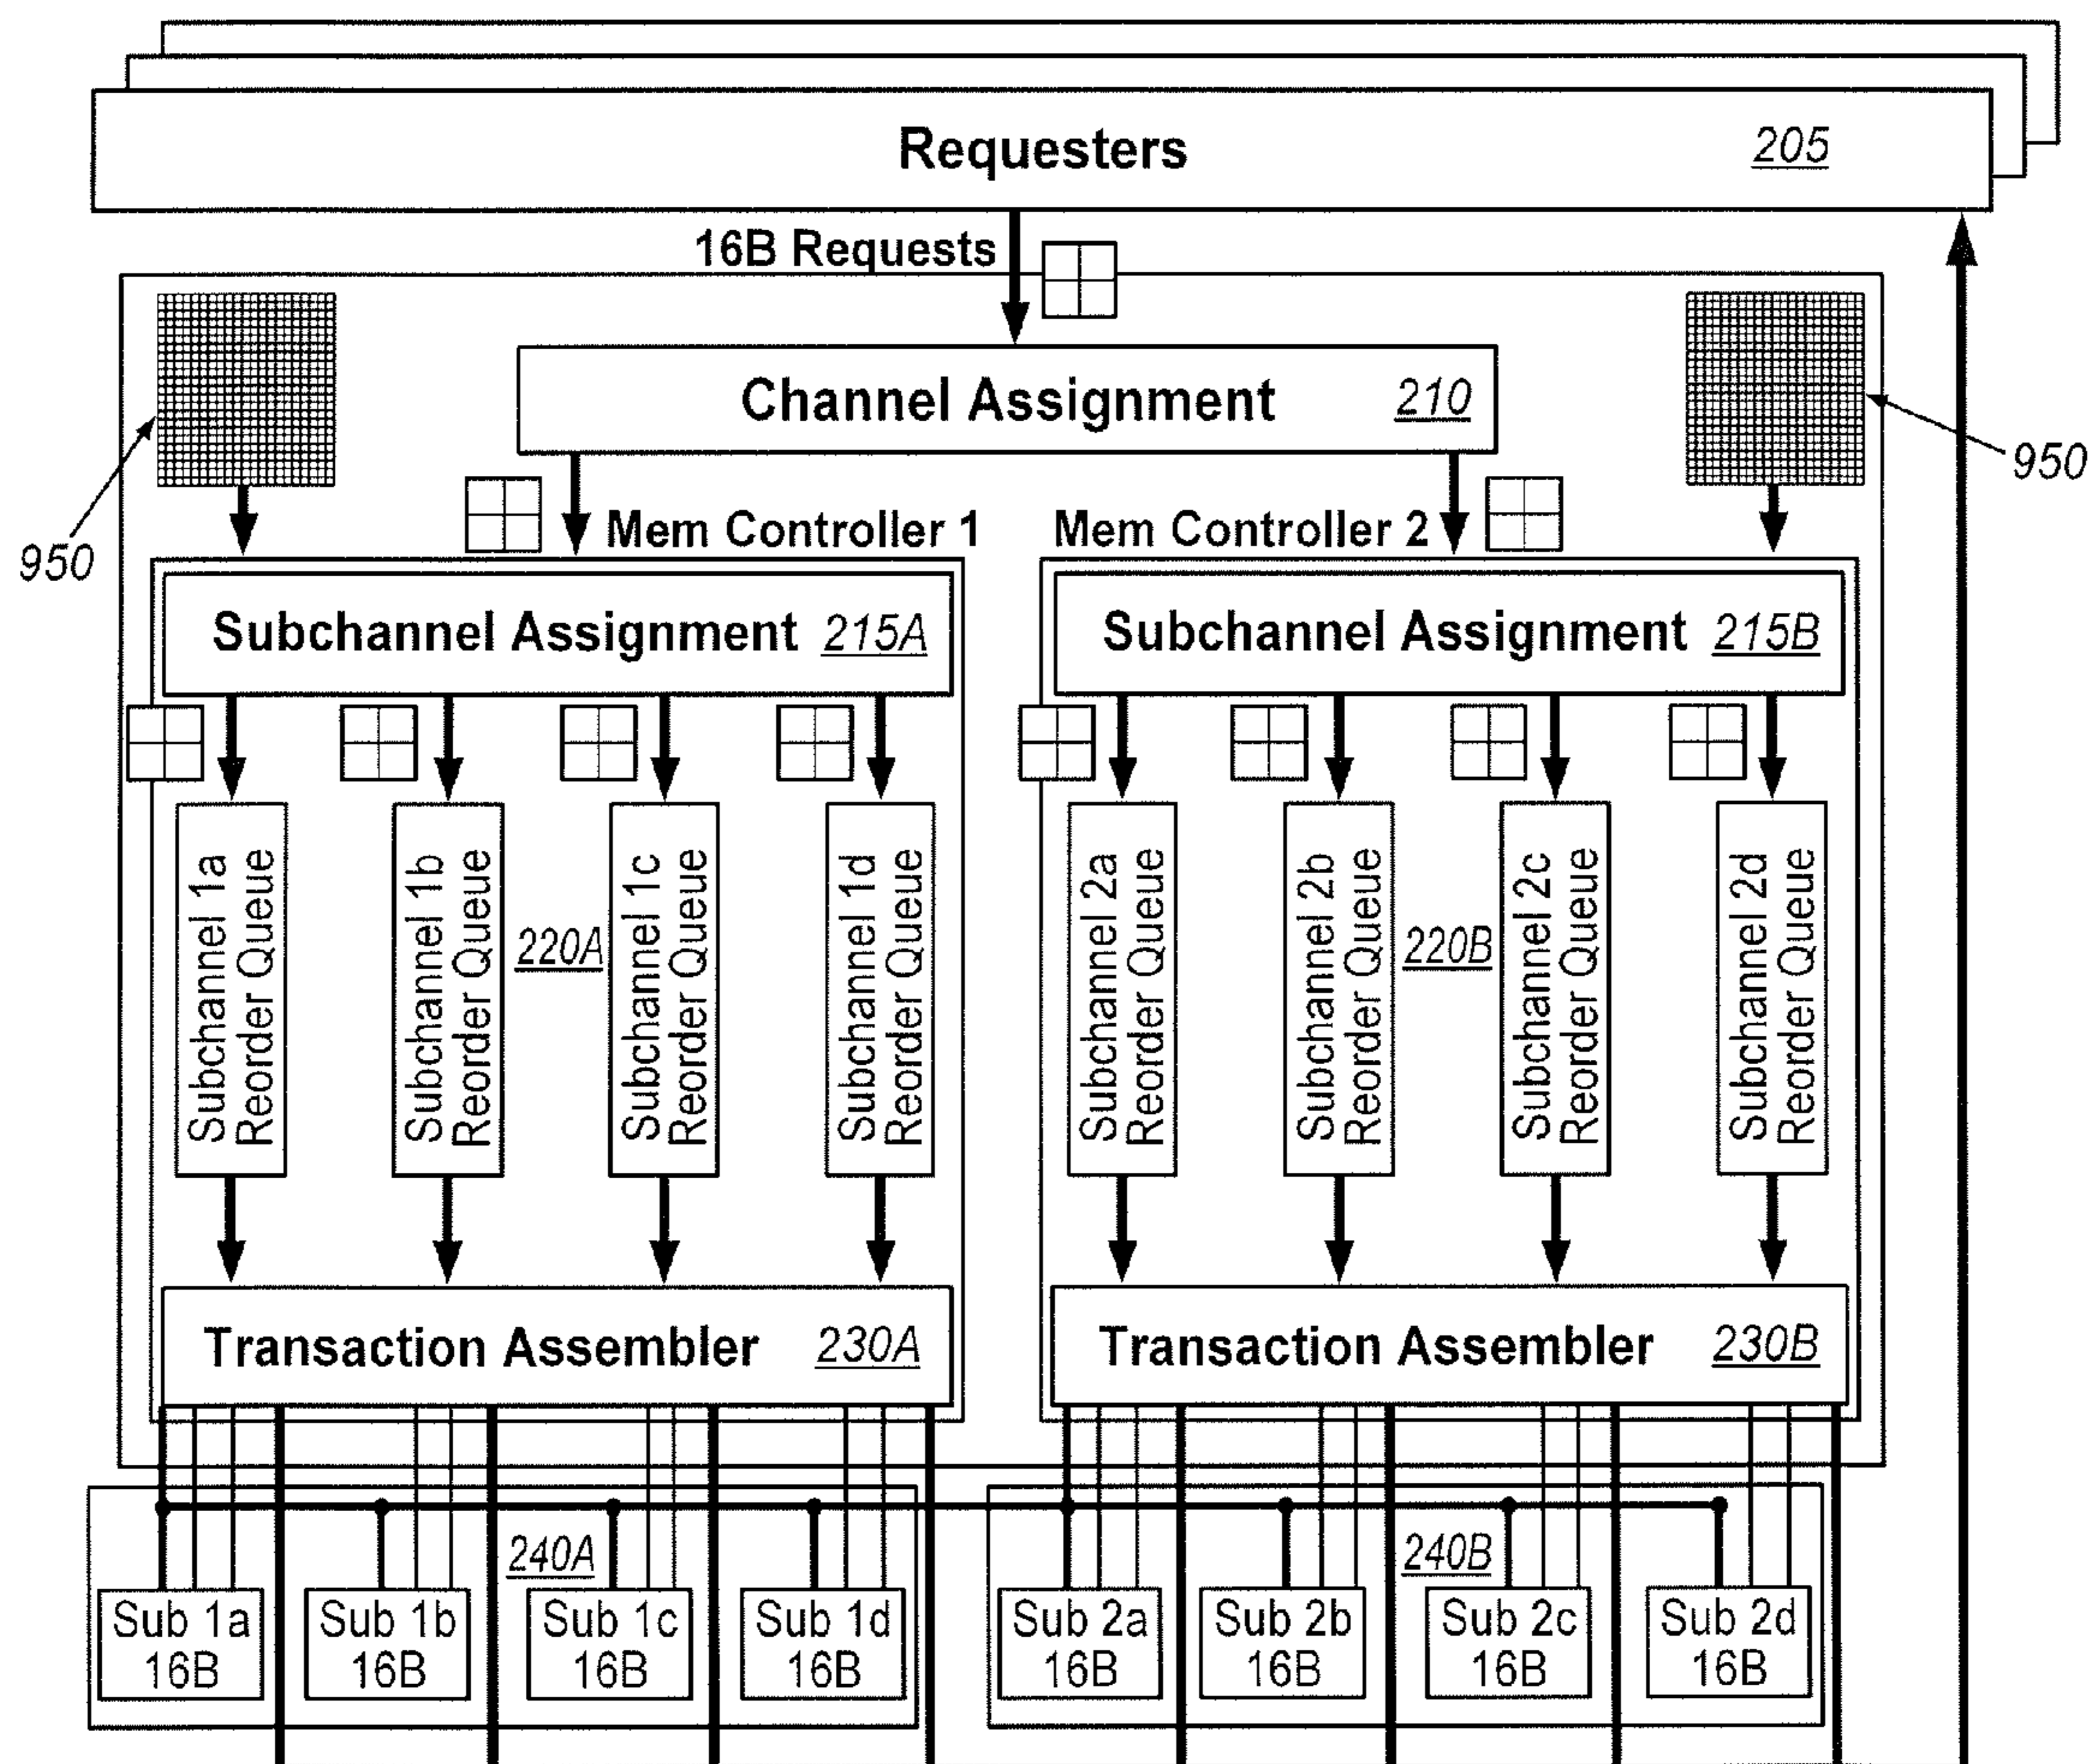 Requesters 205
16B Requests
Channel Assignment 210
950
950
Mem Controller 1
Mem Controller 2
Subchannel Assignment 215A
Subchannel Assignment 215B
Subchannel 1a
Reorder Queue
Subchannel 1b
Reorder Queue
220A
Subchannel 1c
Reorder Queue
Subchannel 1d
Reorder Queue
Subchannel 2a
Reorder Queue
Subchannel 2b
Reorder Queue
220B
Subchannel 2c
Reorder Queue
Subchannel 2d
Reorder Queue
Transaction Assembler 230A
Transaction Assembler 230B
240A
240B
Sub 1a
16B
Sub 1b
16B
Sub 1c
16B
Sub 1d
16B
Sub 2a
16B
Sub 2b
16B
Sub 2c
16B
Sub 2d
16B